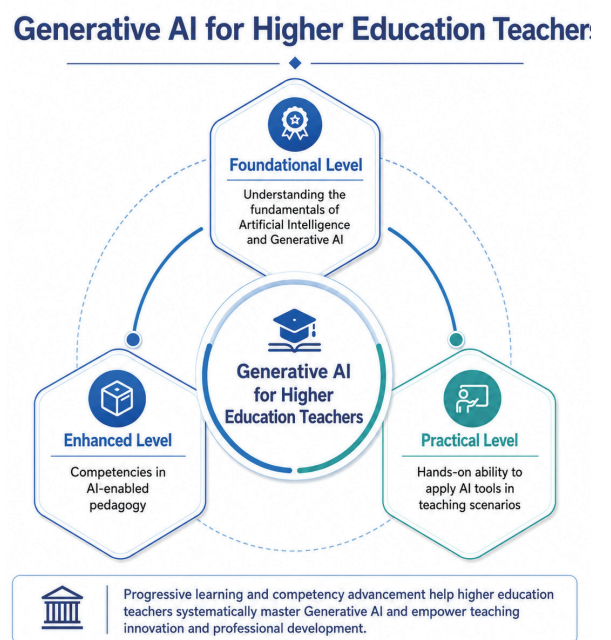 Generative AI for Higher Education Teachers
Foundational Level
Understanding the
fundamentals of
Artificial Intelligence
and Generative AI
Generative AI
for Higher
Education Teachers
Enhanced Level
Competencies in
AI-enabled
pedagogy
Practical Level
Hands-on ability to
apply AI tools in
teaching scenarios
Progressive learning and competency advancement help higher education
teachers systematically master Generative AI and empower teaching
innovation and professional development.